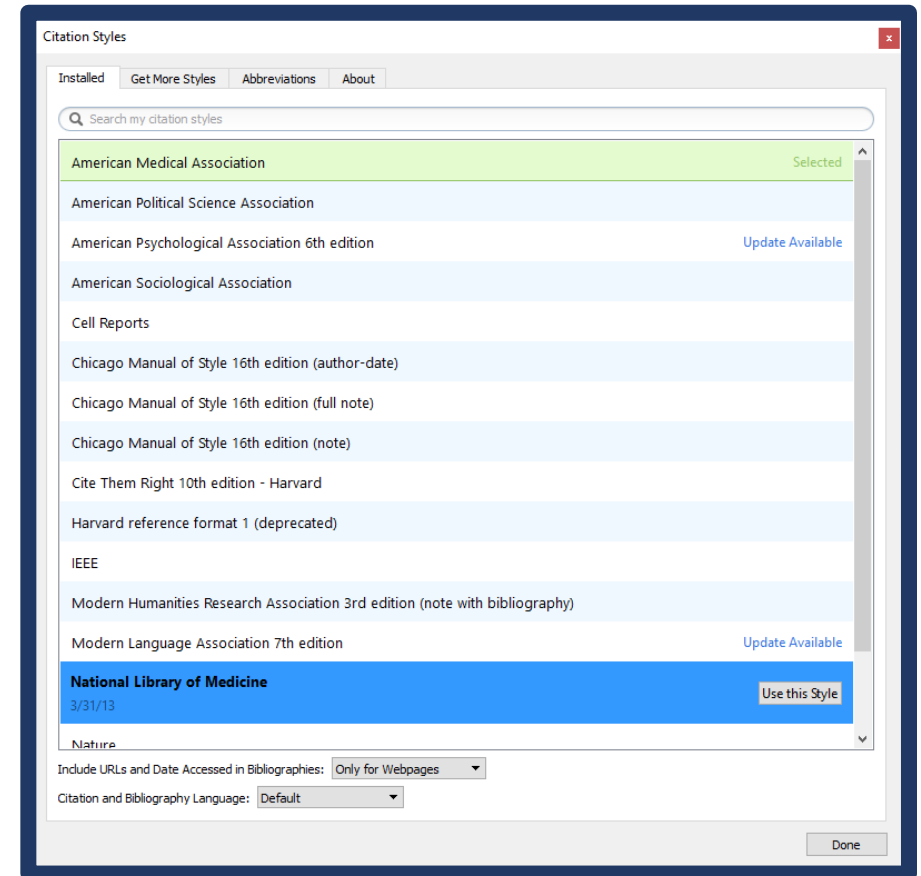 Citation Styles
x
Installed Get More Styles Abbreviations About
Search my citation styles
American Medical Association Selected
American Political Science Association
American Psychological Association 6th edition Update Available
American Sociological Association
Cell Reports
Chicago Manual of Style 16th edition (author-date)
Chicago Manual of Style 16th edition (full note)
Chicago Manual of Style 16th edition (note)
Cite Them Right 10th edition - Harvard
Harvard reference format 1 (deprecated)
IEEE
Modern Humanities Research Association 3rd edition (note with bibliography)
Modern Language Association 7th edition Update Available
National Library of Medicine Use this Style
3/31/13
Nature
Include URLs and Date Accessed in Bibliographies: Only for Webpages
Citation and Bibliography Language: Default
Done